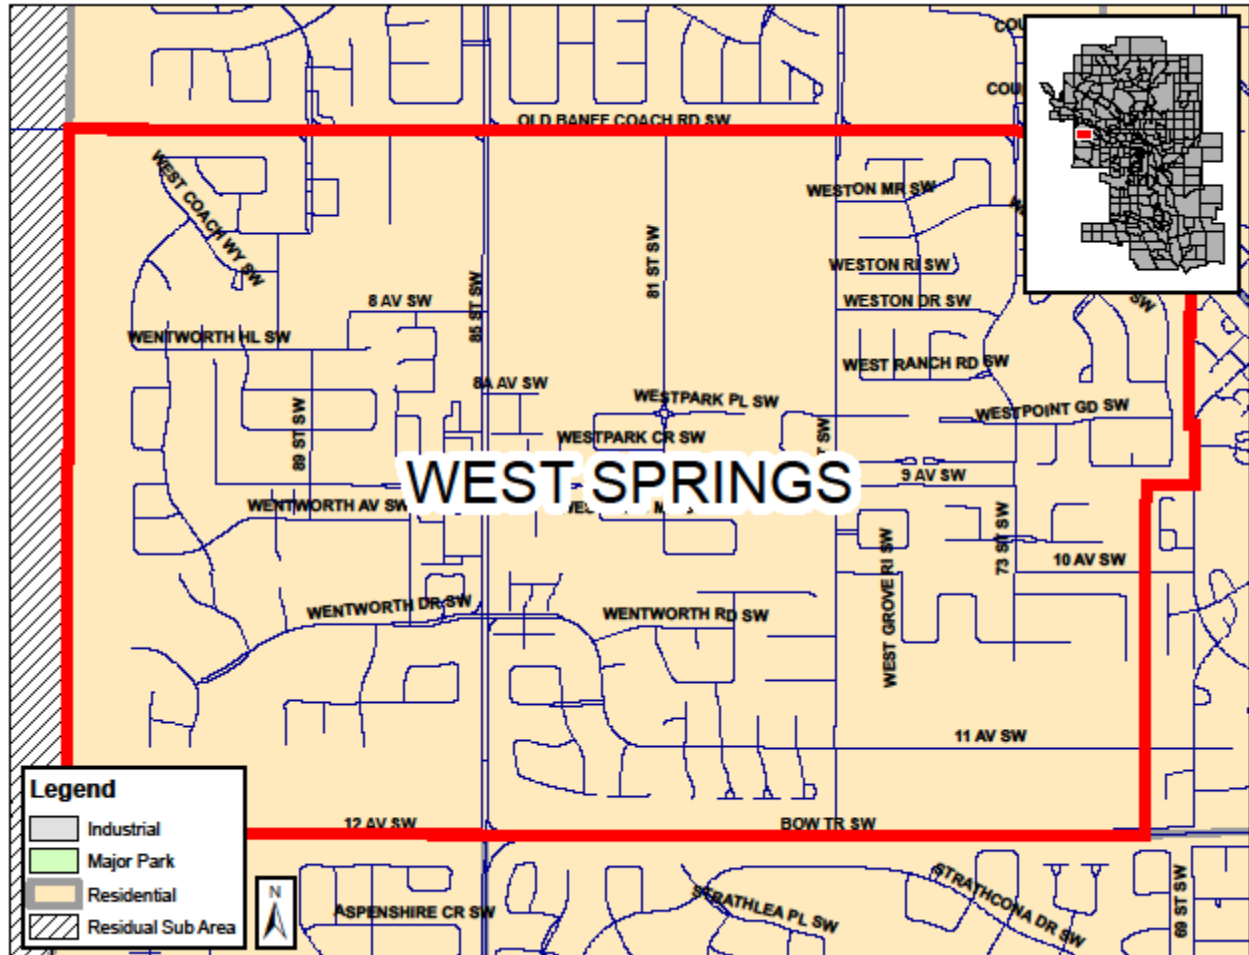 COU
OLD BANFF COACH RD SW
COU
WEST COACH WY SW
WESTON MR SW
81 ST SW
WESTON RI SW
85 ST SW
8 AV SW
WESTON DR SW
SW
WENTWORTH HL SW
WEST RANCH RD SW
8A AV SW
WESTPARK PL SW
WESTPOINT GD SW
89 ST SW
WESTPARK CR SW
ST SW
WEST SPRINGS
9 AV SW
WENTWORTH AV SW
73 ST SW
10 AV SW
WENTWORTH DR SW
WENTWORTH RD SW
WEST GROVE RI SW
11 AV SW
Legend
Industrial
Major Park
Residential
Residual Sub Area
N
12 AV SW
BOW TR SW
ASPENSHIRE CR SW
STRATHLEA PL SW
STRATHCONA DR SW
69 ST SW